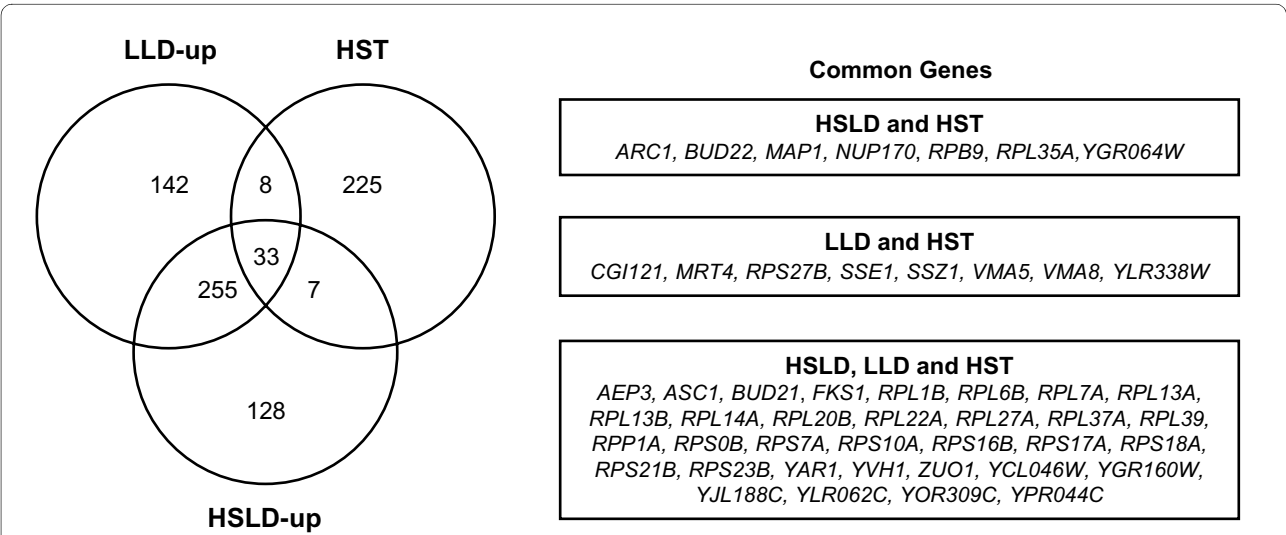 LLD-up
HST
142
8
225
33
255
7
128
HSLD-up
Common Genes
HSLD and HST
ARC1, BUD22, MAP1, NUP170, RPB9, RPL35A,YGR064W
LLD and HST
CGI121, MRT4, RPS27B, SSE1, SSZ1, VMA5, VMA8, YLR338W
HSLD, LLD and HST
AEP3, ASC1, BUD21, FKS1, RPL1B, RPL6B, RPL7A, RPL13A,
RPL13B, RPL14A, RPL20B, RPL22A, RPL27A, RPL37A, RPL39,
RPP1A, RPS0B, RPS7A, RPS10A, RPS16B, RPS17A, RPS18A,
RPS21B, RPS23B, YAR1, YVH1, ZUO1, YCL046W, YGR160W,
YJL188C, YLR062C, YOR309C, YPR044C